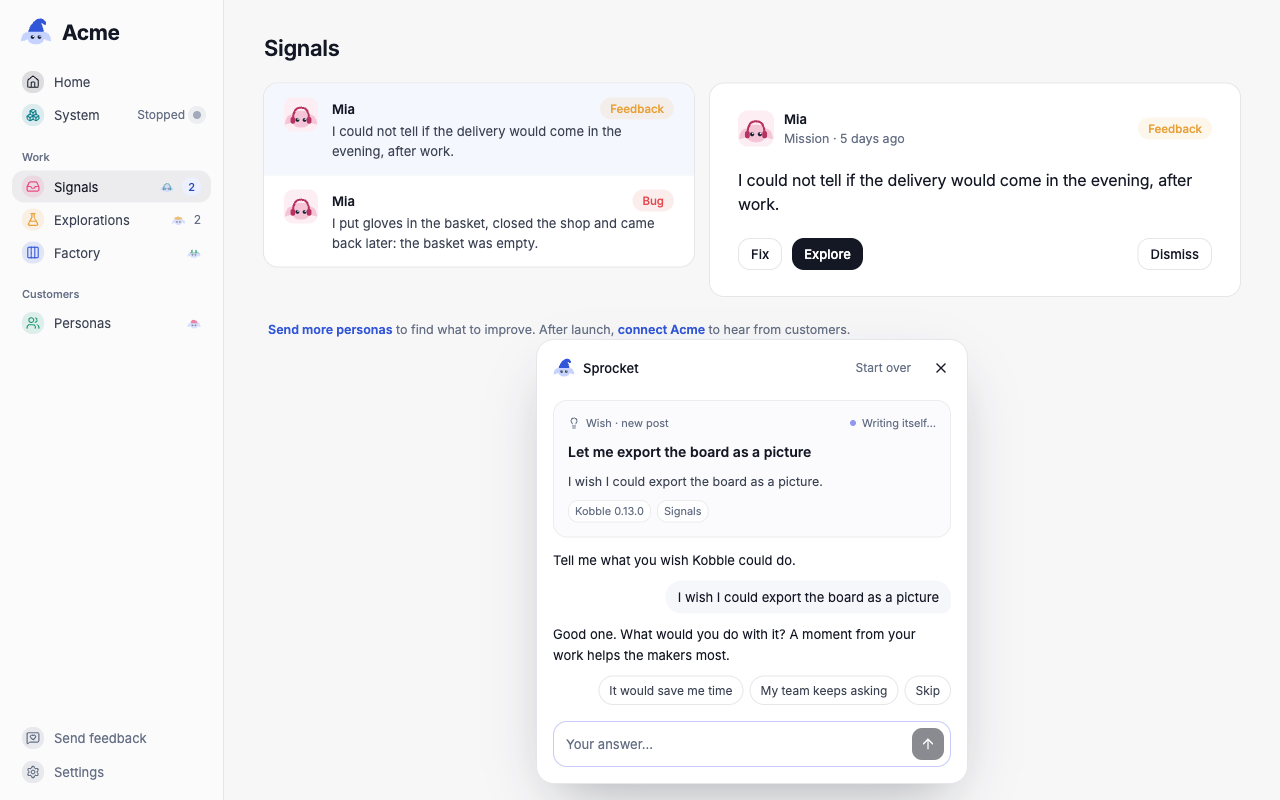 Acme
Home
System
Stopped
Work
Signals
2
Explorations
2
Factory
Customers
Personas
Send feedback
Settings
Signals
Mia
Feedback
I could not tell if the delivery would come in the
evening, after work.
Mia
Bug
I put gloves in the basket, closed the shop and came
back later: the basket was empty.
Mia
Mission · 5 days ago
Feedback
I could not tell if the delivery would come in the evening, after
work.
Fix
Explore
Dismiss
Send more personas to find what to improve. After launch, connect Acme to hear from customers.
Sprocket
Start over
Wish · new post
Writing itself...
Let me export the board as a picture
I wish I could export the board as a picture.
Kobble 0.13.0
Signals
Tell me what you wish Kobble could do.
I wish I could export the board as a picture
Good one. What would you do with it? A moment from your
work helps the makers most.
It would save me time
My team keeps asking
Skip
Your answer...